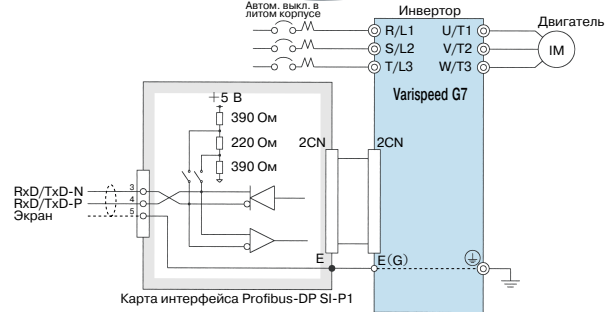 Автом. выкл. в
литом корпусе
Инвертор
Двигатель
R/L1 U/T1
S/L2 V/T2
T/L3 W/T3
IM
Varispeed G7
+5 В
390 Ом
220 Ом
390 Ом
2CN
2CN
RxD/TxD-N
3
RxD/TxD-P
4
Экран
5
E
E(G)
Карта интерфейса Profibus-DP SI-P1